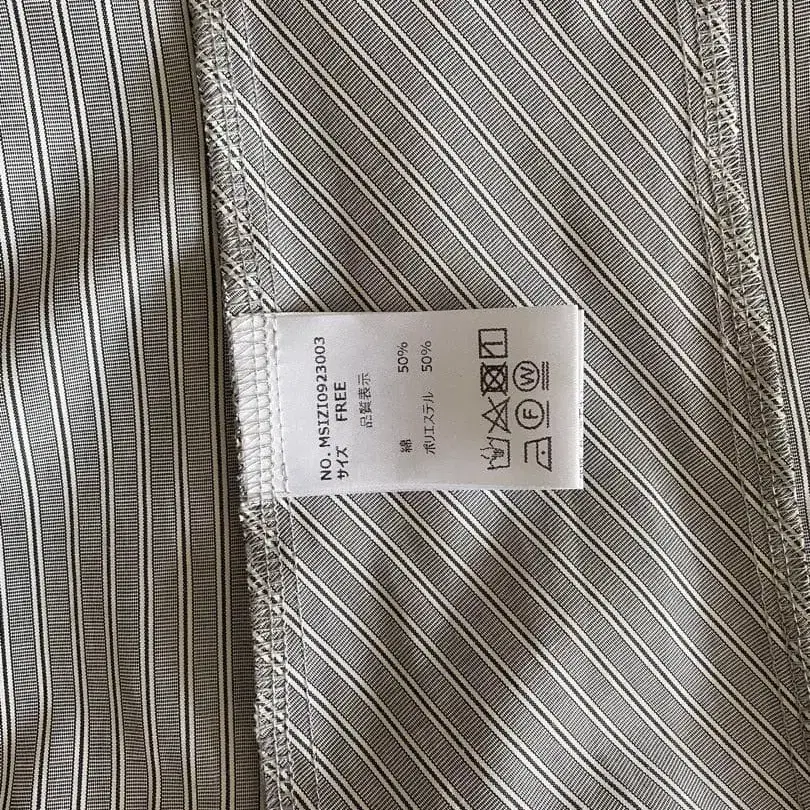 NO. MSIZI0923003
サイズ FREE
品質表示
綿 50%
ポリエステル 50%
F W